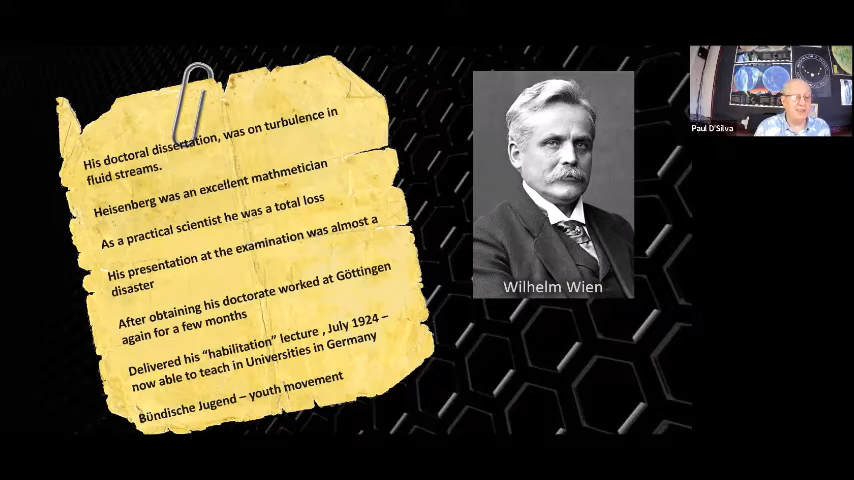 His doctoral dissertation, was on turbulence in
fluid streams.
Heisenberg was an excellent mathmetician
As a practical scientist he was a total loss
His presentation at the examination was almost a
disaster
After obtaining his doctorate worked at Göttingen
again for a few months
Delivered his “habilitation” lecture , July 1924 –
now able to teach in Universities in Germany
Bündische Jugend – youth movement
Wilhelm Wien
Paul D'Silva